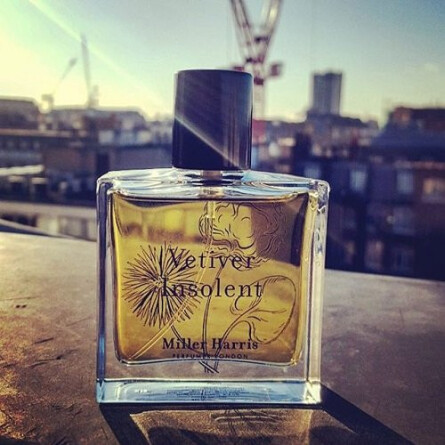 Vetiver
Insolent
Miller Harris
PERFUMER LONDON